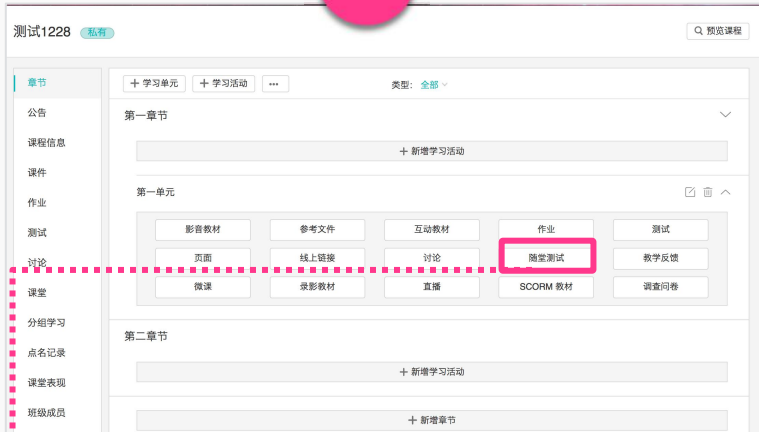 测试1228 私有 预览课程
章节
公告
课程信息
课件
作业
测试
讨论
课堂
分组学习
点名记录
课堂表现
班级成员
+ 学习单元 + 学习活动 ••• 类型: 全部
第一章节
+ 新增学习活动
第一单元
影音教材 参考文件 互动教材 作业 测试
页面 线上链接 讨论 随堂测试 教学反馈
微课 录影教材 直播 SCORM 教材 调查问卷
第二章节
+ 新增学习活动
+ 新增章节